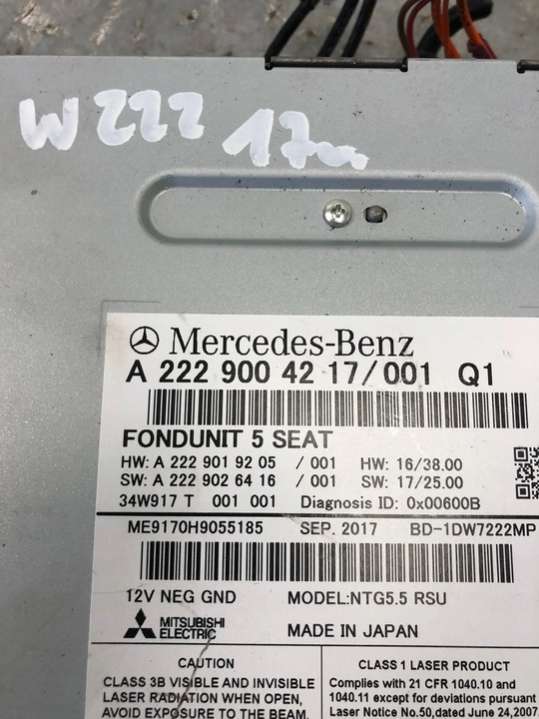 W222 17m
Mercedes-Benz
A 222 900 42 17/001 Q1
FONDUNIT 5 SEAT
HW: A 222 901 92 05 /001 HW: 16/38.00
SW: A 222 902 64 16 /001 SW: 17/25.00
34W917 T 001 001 Diagnosis ID: 0x00600B
ME9170H9055185 SEP. 2017 BD-1DW7222MP
12V NEG GND MODEL:NTG5.5 RSU
MITSUBISHI
ELECTRIC
MADE IN JAPAN
CAUTION
CLASS 3B VISIBLE AND INVISIBLE
LASER RADIATION WHEN OPEN,
AVOID EXPOSURE TO THE BEAM.
CLASS 1 LASER PRODUCT
Complies with 21 CFR 1040.10 and
1040.11 except for deviations pursuant
Laser Notice No.50,dated June 24,2007